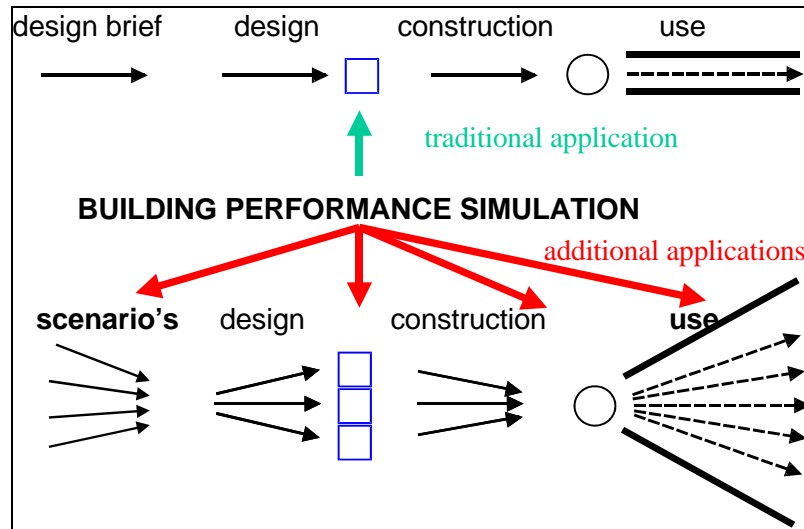 design brief design construction use
traditional application
BUILDING PERFORMANCE SIMULATION
additional applications
scenario's design construction use